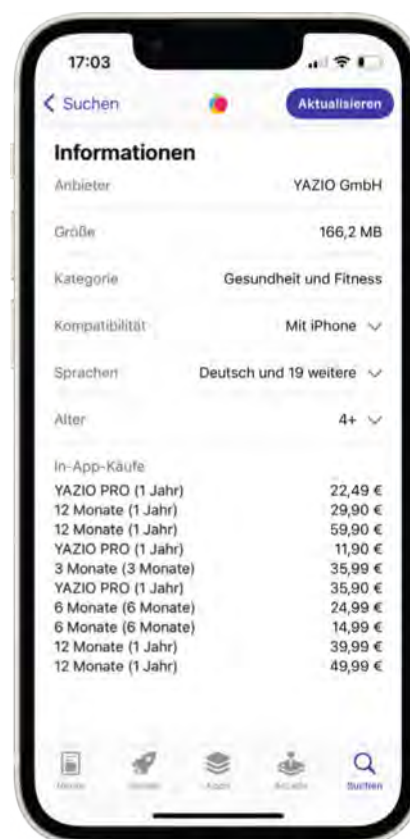 17:03
Suchen
Aktualisieren
Informationen
Anbieter YAZIO GmbH
Größe 166,2 MB
Kategorie Gesundheit und Fitness
Kompatibilität Mit iPhone
Sprachen Deutsch und 19 weitere
Alter 4+
In-App-Käufe
YAZIO PRO (1 Jahr) 22,49 €
12 Monate (1 Jahr) 29,90 €
12 Monate (1 Jahr) 59,90 €
YAZIO PRO (1 Jahr) 11,90 €
3 Monate (3 Monate) 35,99 €
YAZIO PRO (1 Jahr) 35,90 €
6 Monate (6 Monate) 24,99 €
6 Monate (6 Monate) 14,99 €
12 Monate (1 Jahr) 39,99 €
12 Monate (1 Jahr) 49,99 €
Heute Apps Arcade Suchen